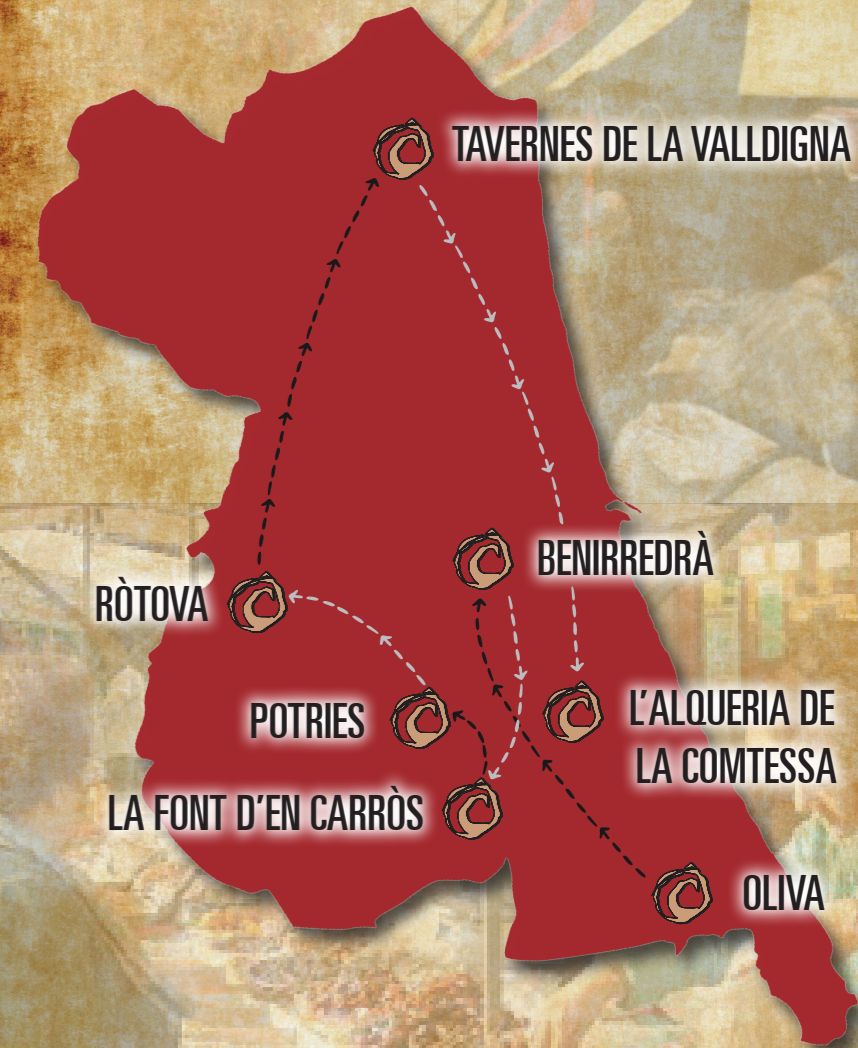 TAVERNES DE LA VALLDIGNA
BENIRREDRÀ
RÒTOVA
L'ALQUERIA DE
LA COMTESSA
POTRIES
LA FONT D'EN CARRÒS
OLIVA